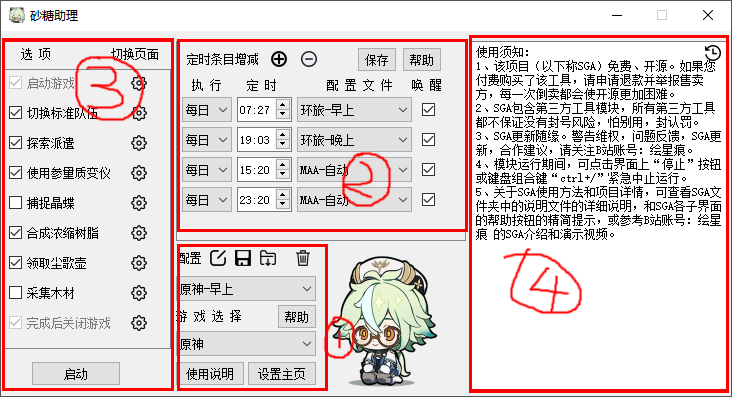 砂糖助理
选 项 切换页面
启动游戏
切换标准队伍
探索派遣
使用参量质变仪
捕捉晶蝶
合成浓缩树脂
领取尘歌壶
采集木材
完成后关闭游戏
启动
3
定时条目增减 保存 帮助
执 行 定 时 配 置 文 件 唤 醒
每日 07:27 环旅-早上
每日 19:03 环旅-晚上
每日 15:20 MAA-自动
每日 23:20 MAA-自动
2
配置
原神-早上
游 戏 选 择 帮助
原神
使用说明 设置主页
1
使用须知:
1、该项目（以下称SGA）免费、开源。如果您
付费购买了该工具，请申请退款并举报售卖
方，每一次倒卖都会使开源更加困难。
2、SGA包含第三方工具模块，所有第三方工具
都不保证没有封号风险，怕别用，封认罚。
3、SGA更新随缘。警告维权，问题反馈，SGA更
新，合作建议，请关注B站账号: 绘星痕。
4、模块运行期间，可点击界面上“停止”按钮
或键盘组合键“ctrl+/”紧急中止运行。
5、关于SGA使用方法和项目详情，可查看SGA文
件夹中的说明文件的详细说明，和SGA各子界面
的帮助按钮的精简提示，或参考B站账号: 绘星
痕 的SGA介绍和演示视频。
4